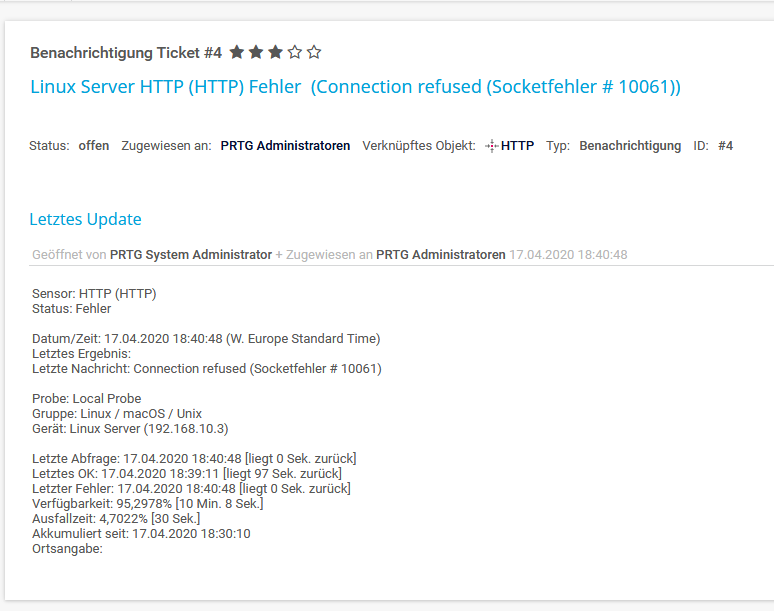 Benachrichtigung Ticket #4 ★★★☆☆
Linux Server HTTP (HTTP) Fehler (Connection refused (Socketfehler # 10061))
Status: offen Zugewiesen an: PRTG Administratoren Verknüpftes Objekt: HTTP Typ: Benachrichtigung ID: #4
Letztes Update
Geöffnet von PRTG System Administrator + Zugewiesen an PRTG Administratoren 17.04.2020 18:40:48
Sensor: HTTP (HTTP)
Status: Fehler
Datum/Zeit: 17.04.2020 18:40:48 (W. Europe Standard Time)
Letztes Ergebnis:
Letzte Nachricht: Connection refused (Socketfehler # 10061)
Probe: Local Probe
Gruppe: Linux / macOS / Unix
Gerät: Linux Server (192.168.10.3)
Letzte Abfrage: 17.04.2020 18:40:48 [liegt 0 Sek. zurück]
Letztes OK: 17.04.2020 18:39:11 [liegt 97 Sek. zurück]
Letzter Fehler: 17.04.2020 18:40:48 [liegt 0 Sek. zurück]
Verfügbarkeit: 95,2978% [10 Min. 8 Sek.]
Ausfallzeit: 4,7022% [30 Sek.]
Akkumuliert seit: 17.04.2020 18:30:10
Ortsangabe: